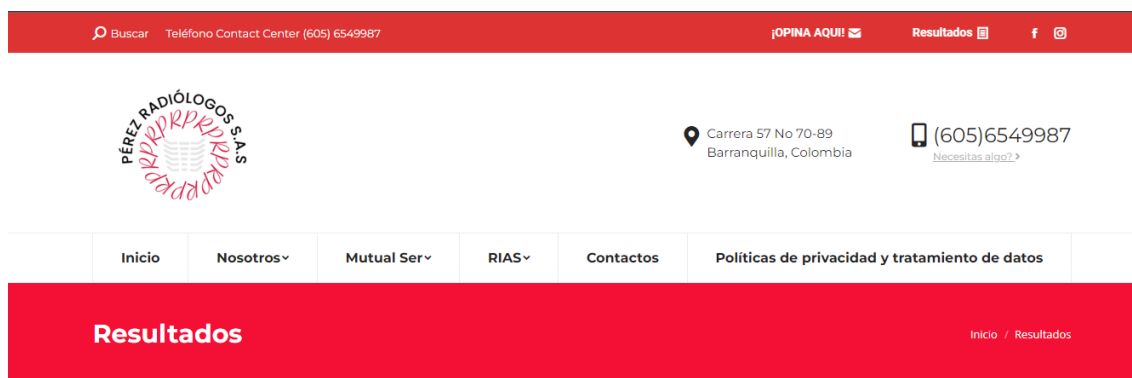 Buscar Teléfono Contact Center (605) 6549987 ¡OPINA AQUI! Resultados
PÉREZ RADIÓLOGOS S.A.S
RPRPRPRPRPRPRPRP
Carrera 57 No 70-89
Barranquilla, Colombia
(605)6549987
Necesitas algo?
Inicio Nosotros Mutual Ser RIAS Contactos Políticas de privacidad y tratamiento de datos
Resultados
Inicio / Resultados